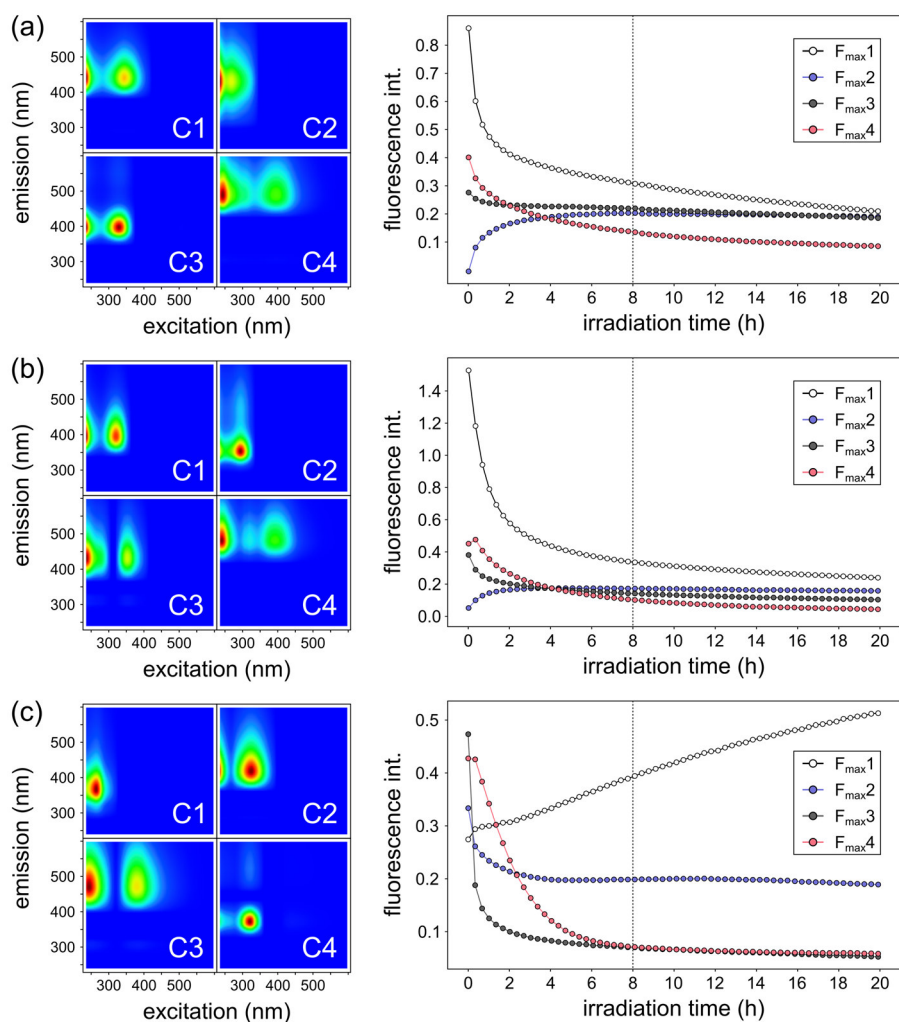 (a)
emission (nm)
500
400
300
C1
C2
500
400
300
C3
C4
300 400 500 300 400 500
excitation (nm)
fluorescence int.
0.8
0.7
0.6
0.5
0.4
0.3
0.2
0.1
0 2 4 6 8 10 12 14 16 18 20
irradiation time (h)
Fmax1
Fmax2
Fmax3
Fmax4
(b)
emission (nm)
500
400
300
C1
C2
500
400
300
C3
C4
300 400 500 300 400 500
excitation (nm)
fluorescence int.
1.4
1.2
1.0
0.8
0.6
0.4
0.2
0.0
0 2 4 6 8 10 12 14 16 18 20
irradiation time (h)
Fmax1
Fmax2
Fmax3
Fmax4
(c)
emission (nm)
500
400
300
C1
C2
500
400
300
C3
C4
300 400 500 300 400 500
excitation (nm)
fluorescence int.
0.5
0.4
0.3
0.2
0.1
0 2 4 6 8 10 12 14 16 18 20
irradiation time (h)
Fmax1
Fmax2
Fmax3
Fmax4